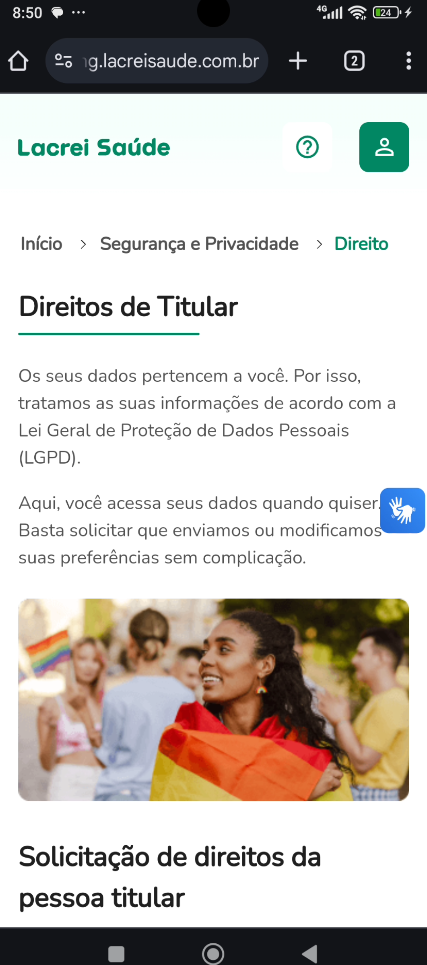 8:50
4G
24
ng.lacreisaude.com.br
2
Lacrei Saúde
Início > Segurança e Privacidade > Direito
Direitos de Titular
Os seus dados pertencem a você. Por isso,
tratamos as suas informações de acordo com a
Lei Geral de Proteção de Dados Pessoais
(LGPD).
Aqui, você acessa seus dados quando quiser.
Basta solicitar que enviamos ou modificamos
suas preferências sem complicação.
Solicitação de direitos da
pessoa titular